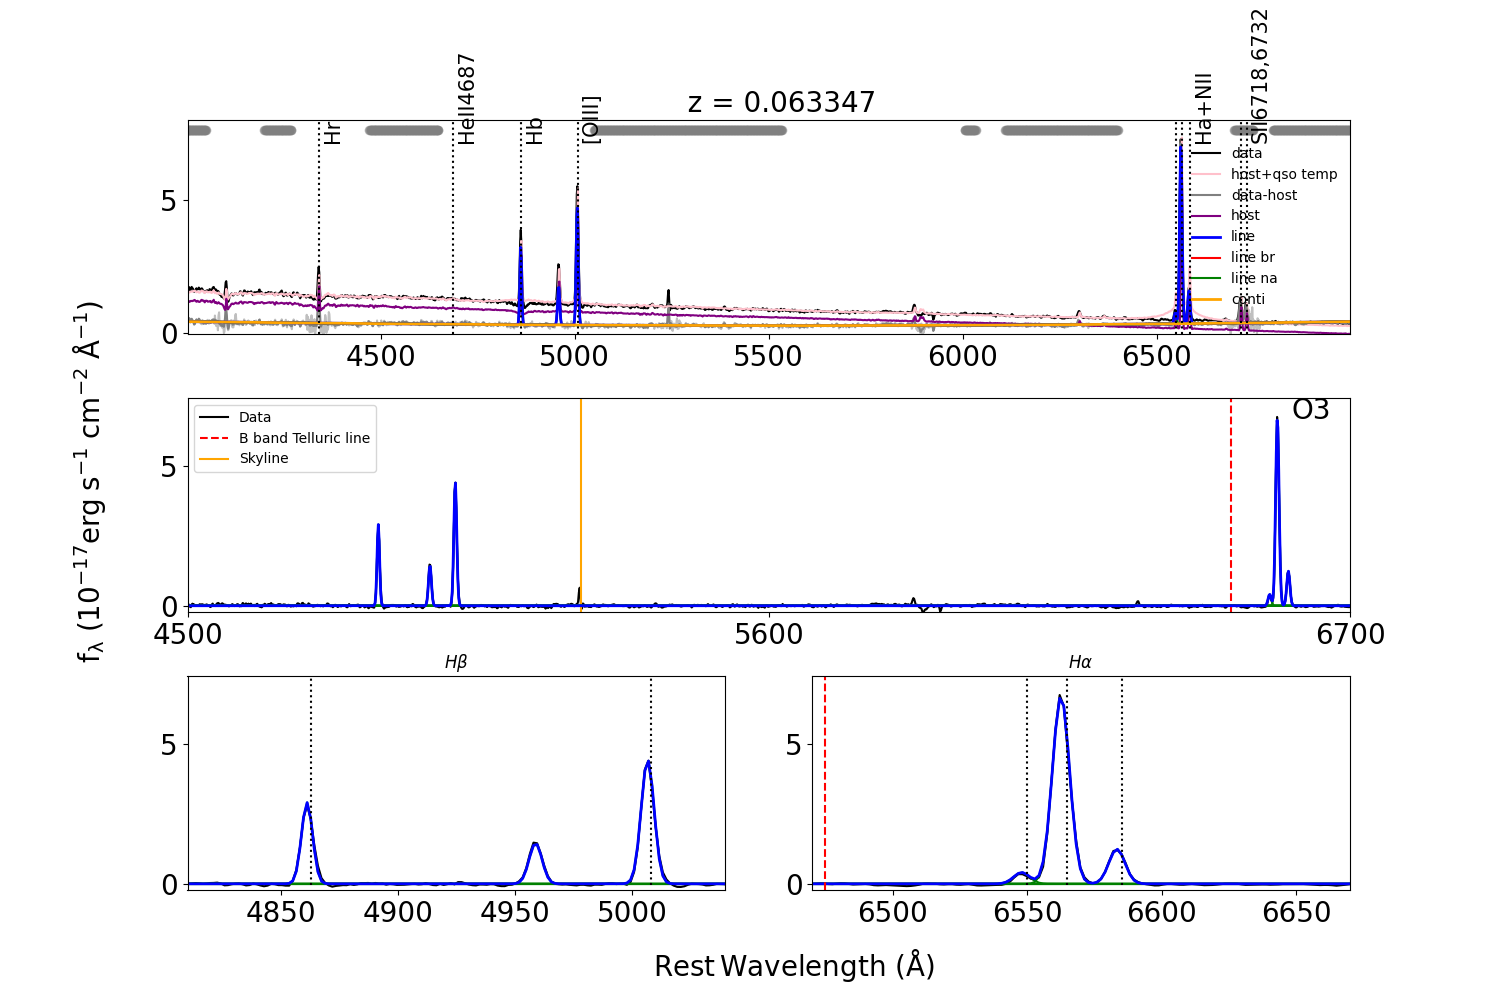 z = 0.063347
Hr
HeII4687
Hb
[OIII]
Ha+NII
SII6718,6732
data
host+qso temp
data-host
host
line
line br
line na
conti
5
0
4500 5000 5500 6000 6500
f_λ (10^−17 erg s^−1 cm^−2 Å^−1)
Data
B band Telluric line
Skyline
O3
5
0
4500 5600 6700
Hβ
5
0
4850 4900 4950 5000
Hα
5
0
6500 6550 6600 6650
Rest Wavelength (Å)